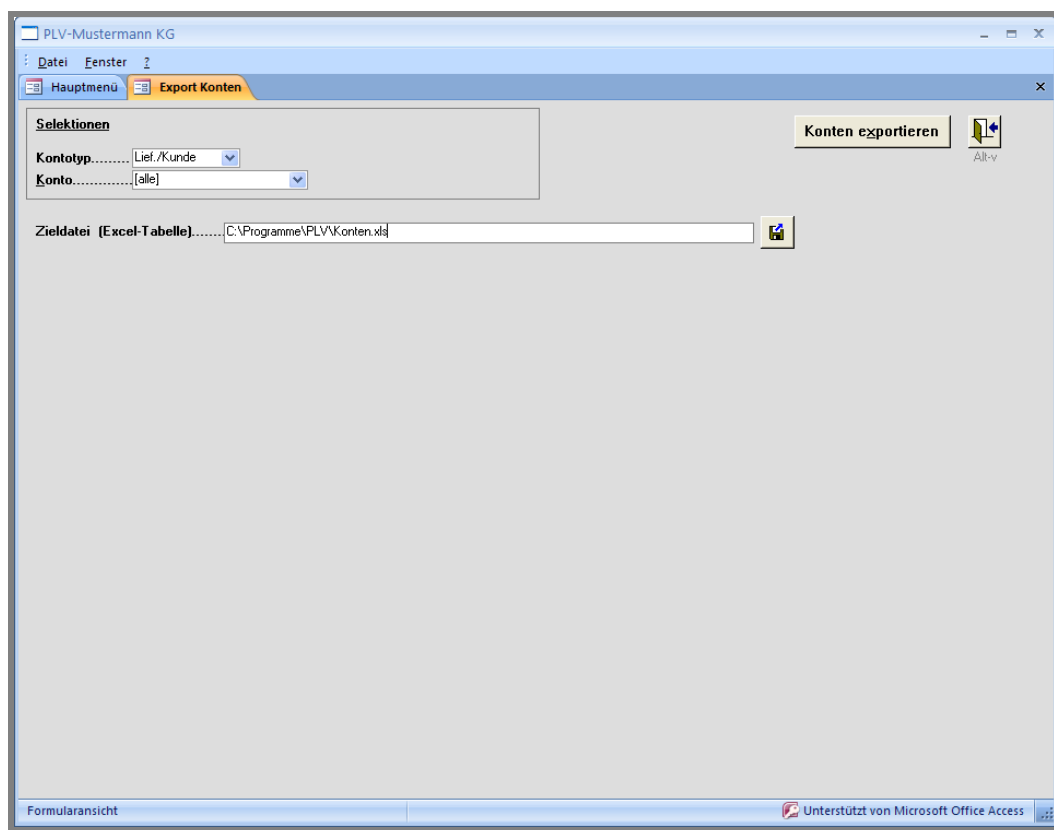 PLV-Mustermann KG
Datei Fenster ?
Hauptmenü Export Konten
Selektionen
Konten exportieren
Alt-v
Kontotyp......... Lief./Kunde
Konto.............[alle]
Zieldatei (Excel-Tabelle).......C:\Programme\PLV\Konten.xls
Formularansicht
Unterstützt von Microsoft Office Access